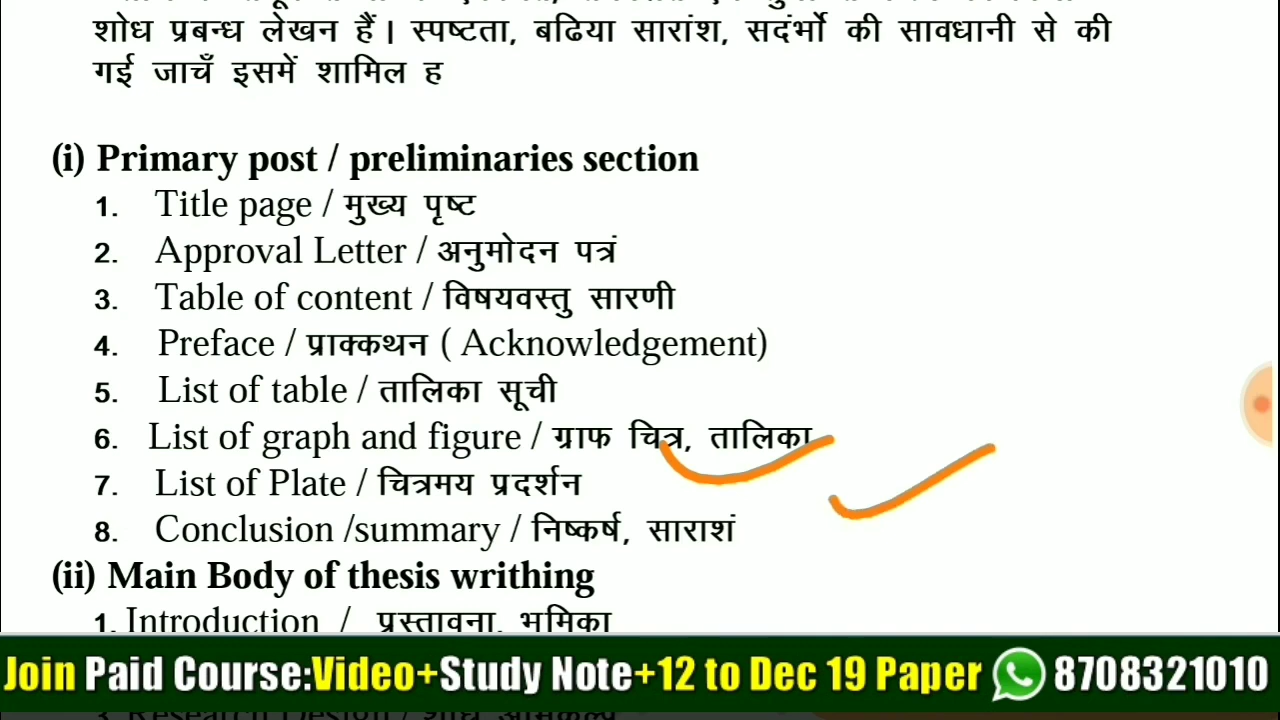 शोध प्रबन्ध लेखन हैं। स्पष्टता, बढिया सारांश, सदंर्भो की सावधानी से की
गई जाचँ इसमें शामिल ह
(i) Primary post / preliminaries section
1. Title page / मुख्य पृष्ट
2. Approval Letter / अनुमोदन पत्रं
3. Table of content / विषयवस्तु सारणी
4. Preface / प्राक्कथन ( Acknowledgement)
5. List of table / तालिका सूची
6. List of graph and figure / ग्राफ चित्र, तालिका
7. List of Plate / चित्रमय प्रदर्शन
8. Conclusion /summary / निष्कर्ष, साराशं
(ii) Main Body of thesis writhing
1. Introduction / प्रस्तावना, भूमिका
Join Paid Course:Video+Study Note+12 to Dec 19 Paper 8708321010